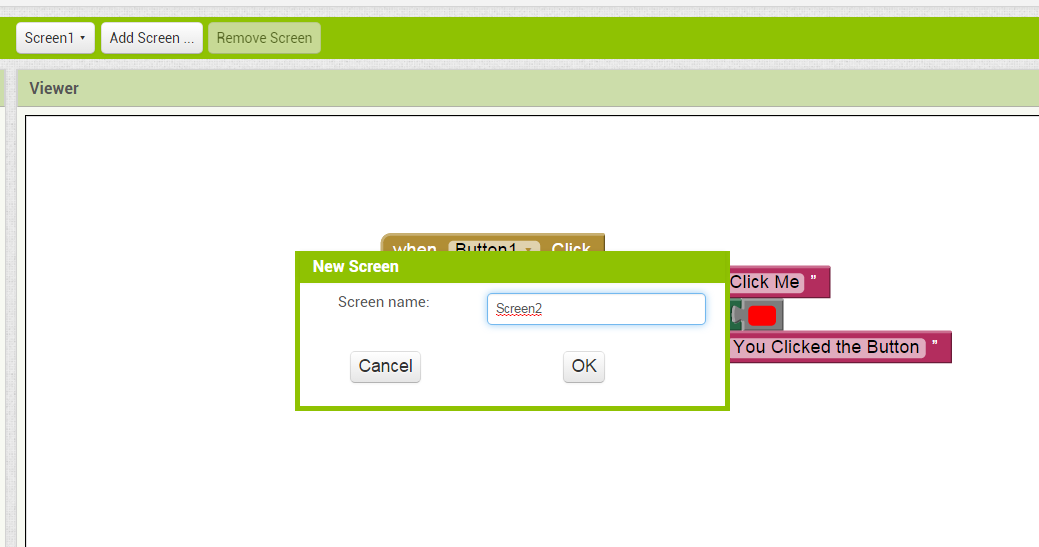 Screen1 Add Screen ... Remove Screen
Viewer
when Button1 Click
New Screen
Click Me "
Screen name: Screen2
You Clicked the Button "
Cancel OK